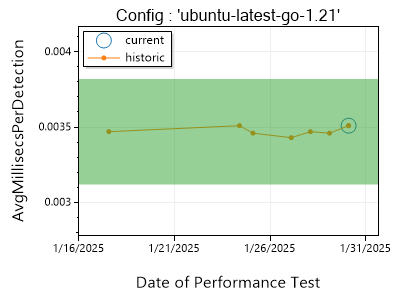 Config : 'ubuntu-latest-go-1.21'
current
historic
AvgMillisecsPerDetection
0.004
0.0035
0.003
1/16/2025
1/21/2025
1/26/2025
1/31/2025
Date of Performance Test